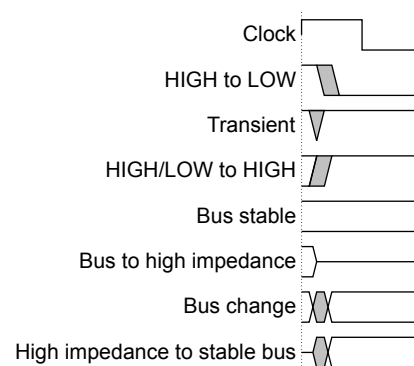 Clock
HIGH to LOW
Transient
HIGH/LOW to HIGH
Bus stable
Bus to high impedance
Bus change
High impedance to stable bus